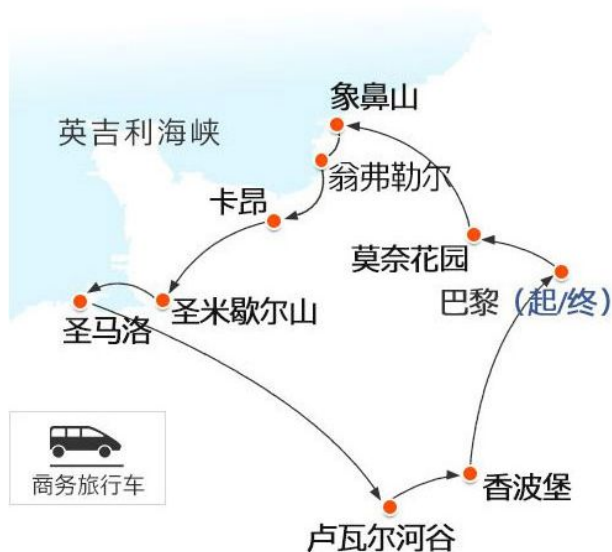 象鼻山
英吉利海峡
翁弗勒尔
卡昂
莫奈花园
巴黎（起/终）
圣米歇尔山
圣马洛
商务旅行车
香波堡
卢瓦尔河谷